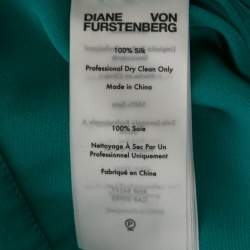 DIANE VON
FURSTENBERG
100% Silk
Professional Dry Clean Only
Made in China
100% Soie
Nettoyage À Sec Par Un
Professionel Uniquement
Fabriqué en Chine
P